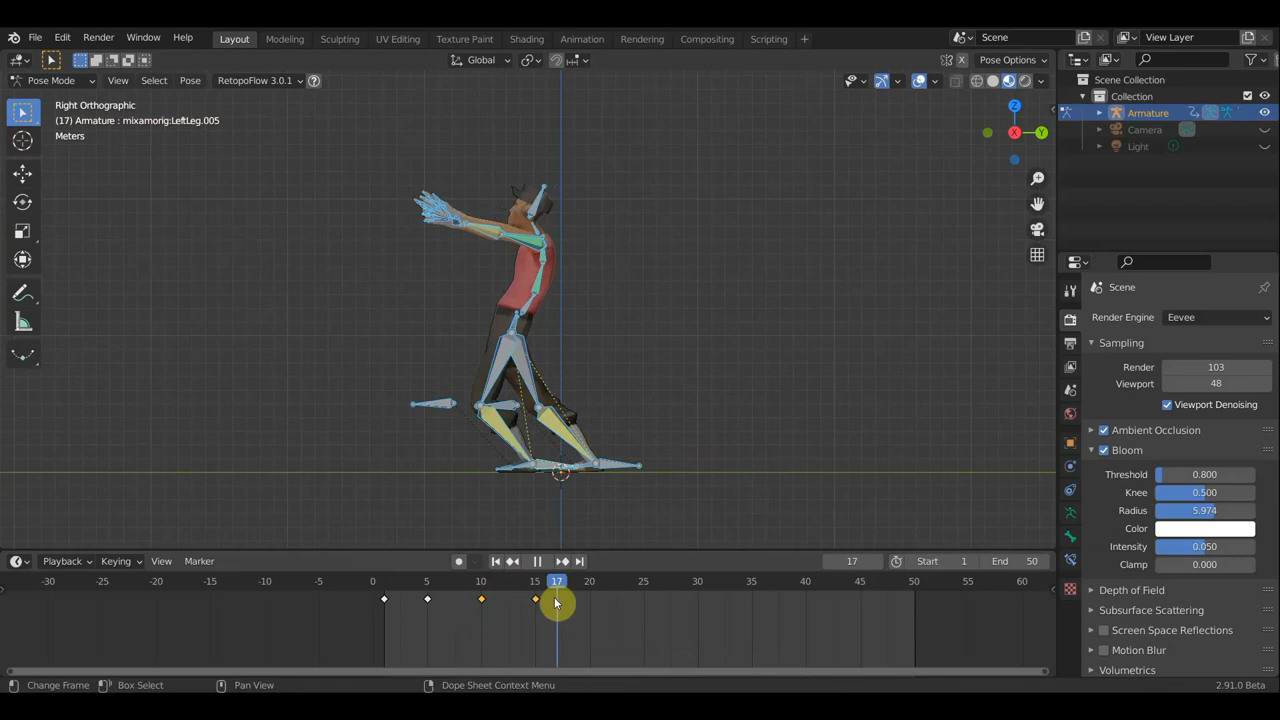 File Edit Render Window Help Layout Modeling Sculpting UV Editing Texture Paint Shading Animation Rendering Compositing Scripting + Scene View Layer
Global X Pose Options
Pose Mode View Select Pose RetopoFlow 3.0.1
Right Orthographic
(17) Armature : mixamorig:LeftLeg.005
Meters
Z
Y
X
Scene Collection
Collection
Armature
Camera
Light
Scene
Render Engine Eevee
Sampling
Render 103
Viewport 48
Viewport Denoising
Ambient Occlusion
Bloom
Threshold 0.800
Knee 0.500
Radius 5.974
Color
Intensity 0.050
Clamp 0.000
Depth of Field
Subsurface Scattering
Screen Space Reflections
Motion Blur
Volumetrics
Playback Keying View Marker 17 Start 1 End 50
-30 -25 -20 -15 -10 -5 0 5 10 15 17 20 25 30 35 40 45 50 55 60
Change Frame Box Select Pan View Dope Sheet Context Menu 2.91.0 Beta